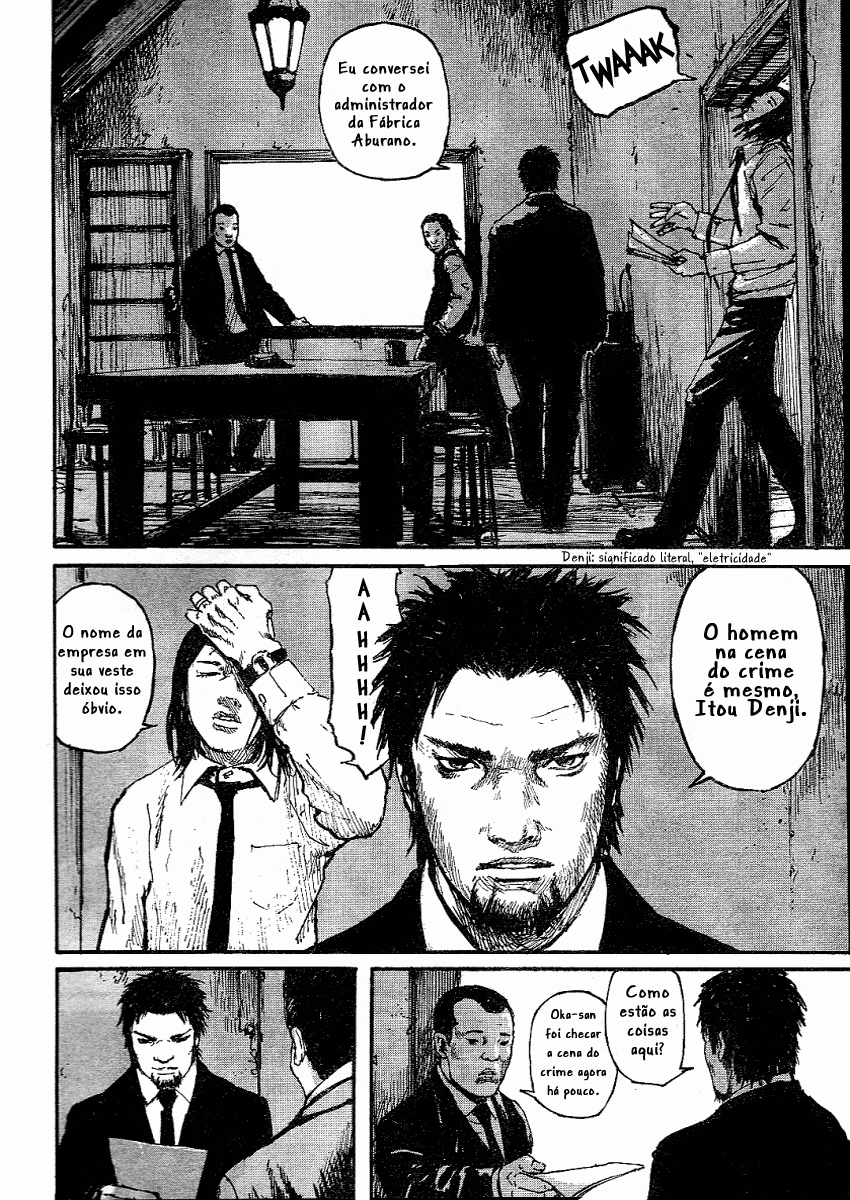 TWAAAK
Eu conversei
com o
administrador
da Fábrica
Aburano.
Denji: significado literal, "eletricidade"
O homem
na cena
do crime
é mesmo,
Itou Denji.
A
A
H
H
H
H
H
!
O nome da
empresa em
sua veste
deixou isso
óbvio.
Como
estão as
coisas
aqui?
Oka-san
foi checar
a cena do
crime agora
há pouco.